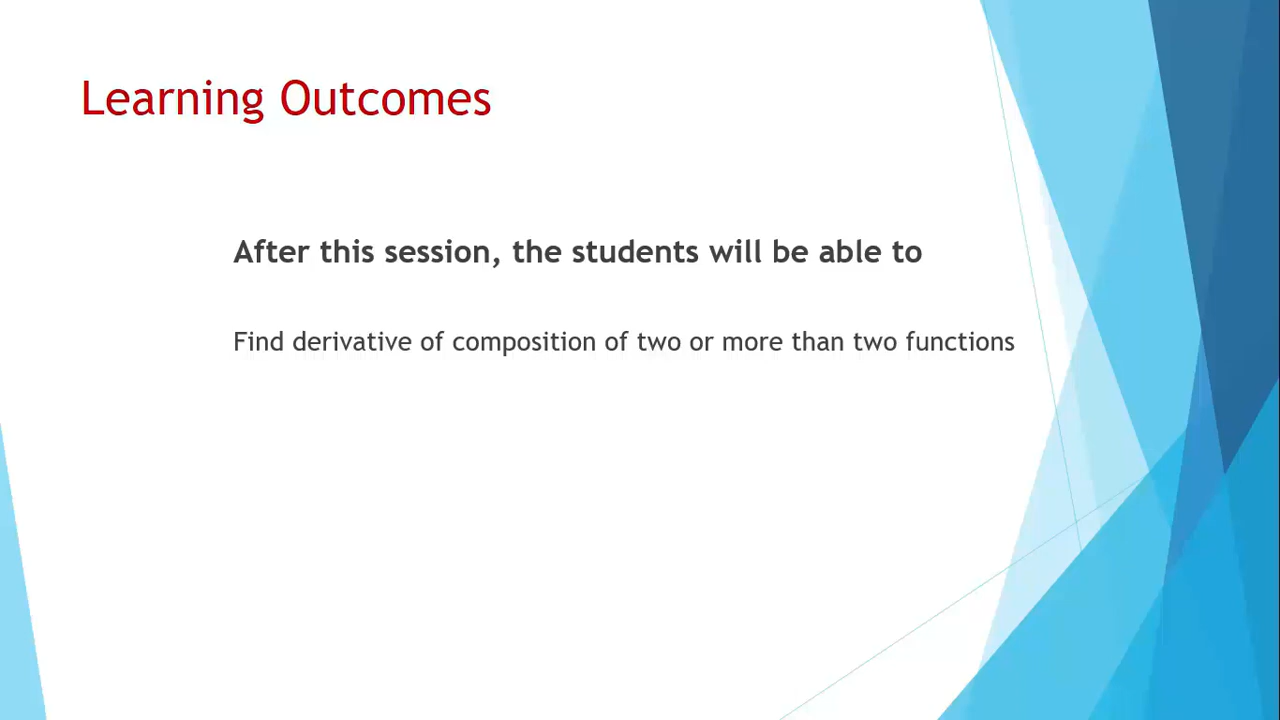 Learning Outcomes
After this session, the students will be able to
Find derivative of composition of two or more than two functions